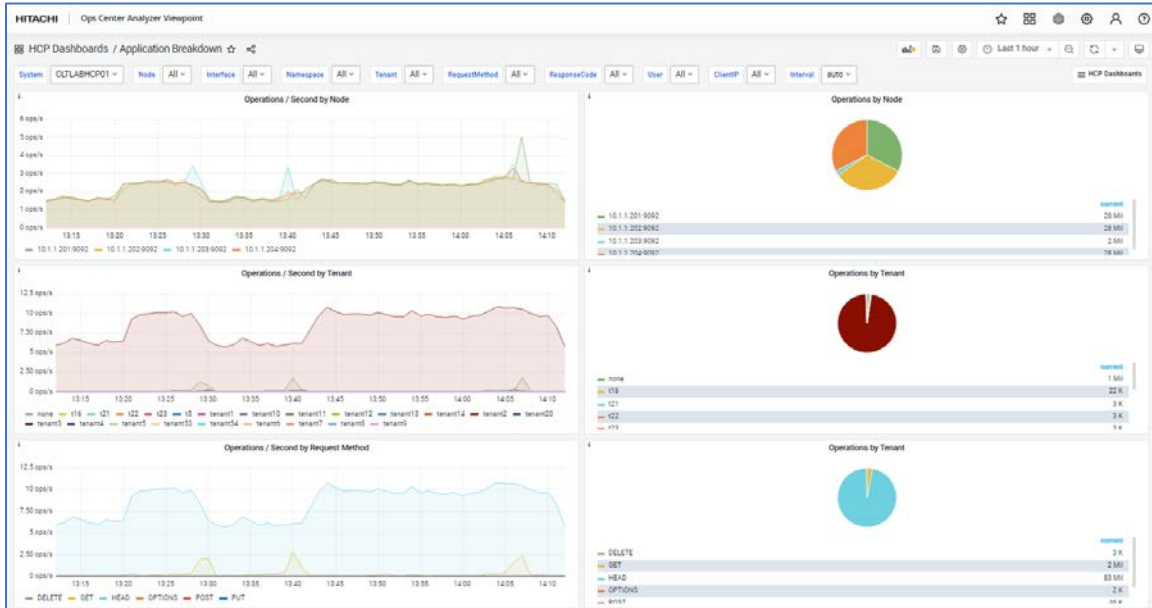 HITACHI Ops Center Analyzer Viewpoint
HCP Dashboards / Application Breakdown
Last 1 hour
System CLTLABHCP01 Node All Interface All Namespace All Tenant All RequestMethod All ResponseCode All User All ClientIP All Interval auto HCP Dashboards
Operations / Second by Node
6 ops/s
5 ops/s
4 ops/s
3 ops/s
2 ops/s
1 ops/s
0 ops/s
13:15 13:20 13:25 13:30 13:35 13:40 13:45 13:50 13:55 14:00 14:05 14:10
10.1.1.201:9092 10.1.1.202:9092 10.1.1.203:9092 10.1.1.204:9092
Operations by Node
current
10.1.1.201:9092 26 Mil
10.1.1.202:9092 28 Mil
10.1.1.203:9092 2 Mil
10.1.1.204:9092 28 Mil
Operations / Second by Tenant
12.5 ops/s
10 ops/s
7.50 ops/s
5 ops/s
2.50 ops/s
0 ops/s
13:15 13:20 13:25 13:30 13:35 13:40 13:45 13:50 13:55 14:00 14:05 14:10
none t16 t21 t22 t23 t5 tenant1 tenant10 tenant11 tenant12 tenant13 tenant14 tenant2 tenant20
tenant3 tenant4 tenant5 tenant53 tenant54 tenant6 tenant7 tenant8 tenant9
Operations by Tenant
current
none 1 Mil
t16 22 K
t21 3 K
t22 3 K
t23 3 K
Operations / Second by Request Method
12.5 ops/s
10 ops/s
7.50 ops/s
5 ops/s
2.50 ops/s
0 ops/s
13:15 13:20 13:25 13:30 13:35 13:40 13:45 13:50 13:55 14:00 14:05 14:10
DELETE GET HEAD OPTIONS POST PUT
Operations by Tenant
current
DELETE 3 K
GET 2 Mil
HEAD 83 Mil
OPTIONS 2 K
POST